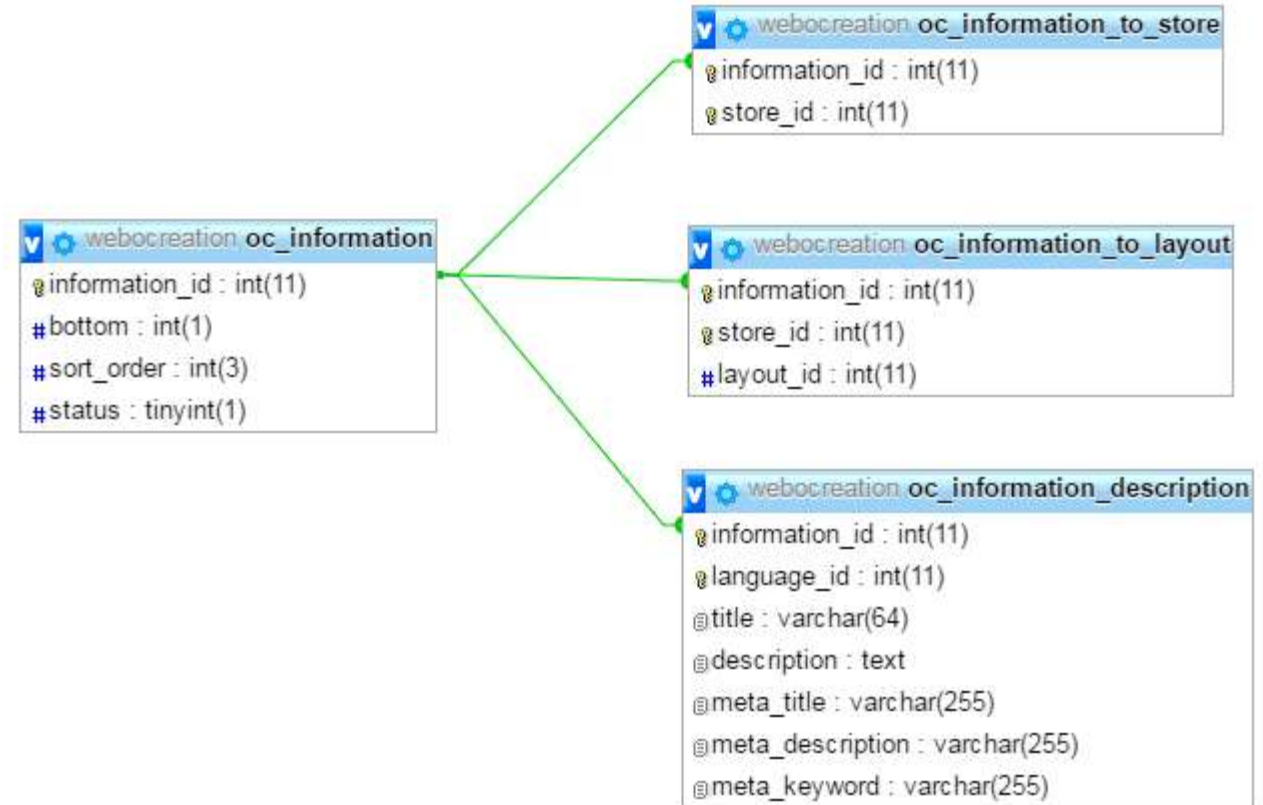 webocreation oc_information_to_store
information_id : int(11)
store_id : int(11)
webocreation oc_information
information_id : int(11)
bottom : int(1)
sort_order : int(3)
status : tinyint(1)
webocreation oc_information_to_layout
information_id : int(11)
store_id : int(11)
layout_id : int(11)
webocreation oc_information_description
information_id : int(11)
language_id : int(11)
title : varchar(64)
description : text
meta_title : varchar(255)
meta_description : varchar(255)
meta_keyword : varchar(255)